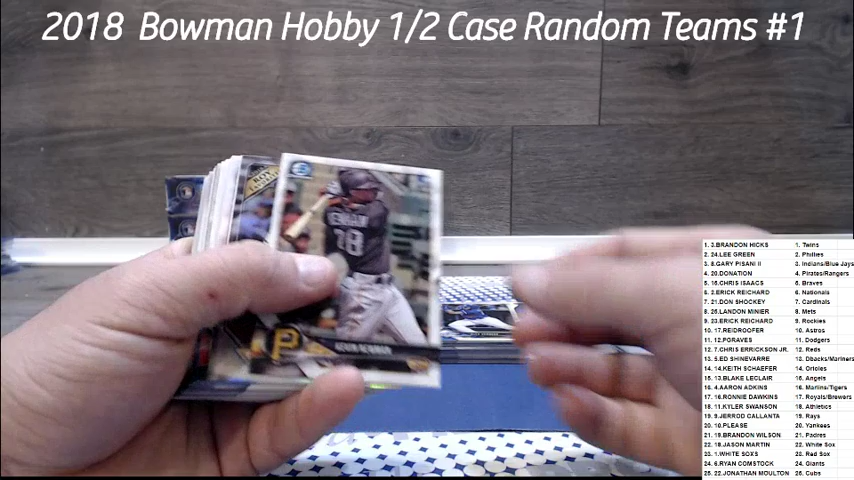 2018 Bowman Hobby 1/2 Case Random Teams #1
18
P
KEVIN NEWMAN
1. 3.BRANDON HICKS 1. Twins
2. 24.LEE GREEN 2. Phillies
3. 8.GARY PISANI II 3. Indians/Blue Jays
4. 20.DONATION 4. Pirates/Rangers
5. 15.CHRIS ISAACS 5. Braves
6. 2.ERICK REICHARD 6. Nationals
7. 21.DON SHOCKEY 7. Cardinals
8. 25.LANDON MINIER 8. Mets
9. 23.ERICK REICHARD 9. Rockies
10. 17.REIDROOFER 10. Astros
11. 12.PGRAVES 11. Dodgers
12. 7.CHRIS ERRICKSON JR. 12. Reds
13. 5.ED SHINEVARRE 13. Dbacks/Mariners
14. 14.KEITH SCHAEFER 14. Orioles
15. 13.BLAKE LECLAIR 15. Angels
16. 4.AARON ADKINS 16. Marlins/Tigers
17. 16.RONNIE DAWKINS 17. Royals/Brewers
18. 11.KYLER SWANSON 18. Athletics
19. 9.JERROD CALLANTA 19. Rays
20. 10.PLEASE 20. Yankees
21. 19.BRANDON WILSON 21. Padres
22. 18.JASON MARTIN 22. White Sox
23. 1.WHITE SOXS 23. Red Sox
24. 6.RYAN COMSTOCK 24. Giants
25. 22.JONATHAN MOULTON 25. Cubs